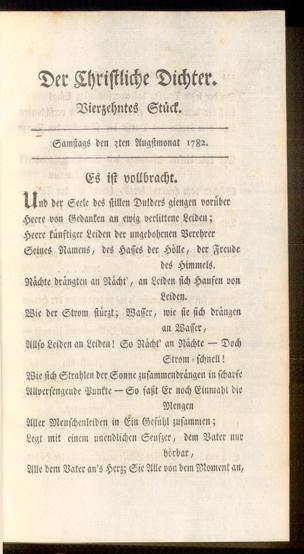 Der Christliche Dichter.
Vierzehntes Stück.
Samstags den 3ten Augstmonat 1782.
Es ist vollbracht.
Und der Seele des stillen Dulders giengen vorüber
Heere von Gedanken an ewig verlittene Leiden;
Heere künftiger Leiden der ungebohrnen Verehrer
Seines Namens, des Hasses der Hölle, der Freude
des Himmels.
Nächte drängten an Nächt', an Leiden sich Haufen von
Leiden.
Wie der Strom stürzt; Wasser, wie sie sich drängen
an Wasser,
Allso Leiden an Leiden! So Nächt' an Nächte — Doch
Strom-schnell!
Wie sich Strahlen der Sonne zusammendrängen in scharfe
Allversengende Punkte — So faßt Er noch Einmahl die
Mengen
Aller Menschenleiden in Ein Gefühl zusammen;
Legt mit einem unendlichen Seufzer, dem Vater nur
hörbar,
Alle dem Vater an's Herz; Sie Alle von dem Moment an,